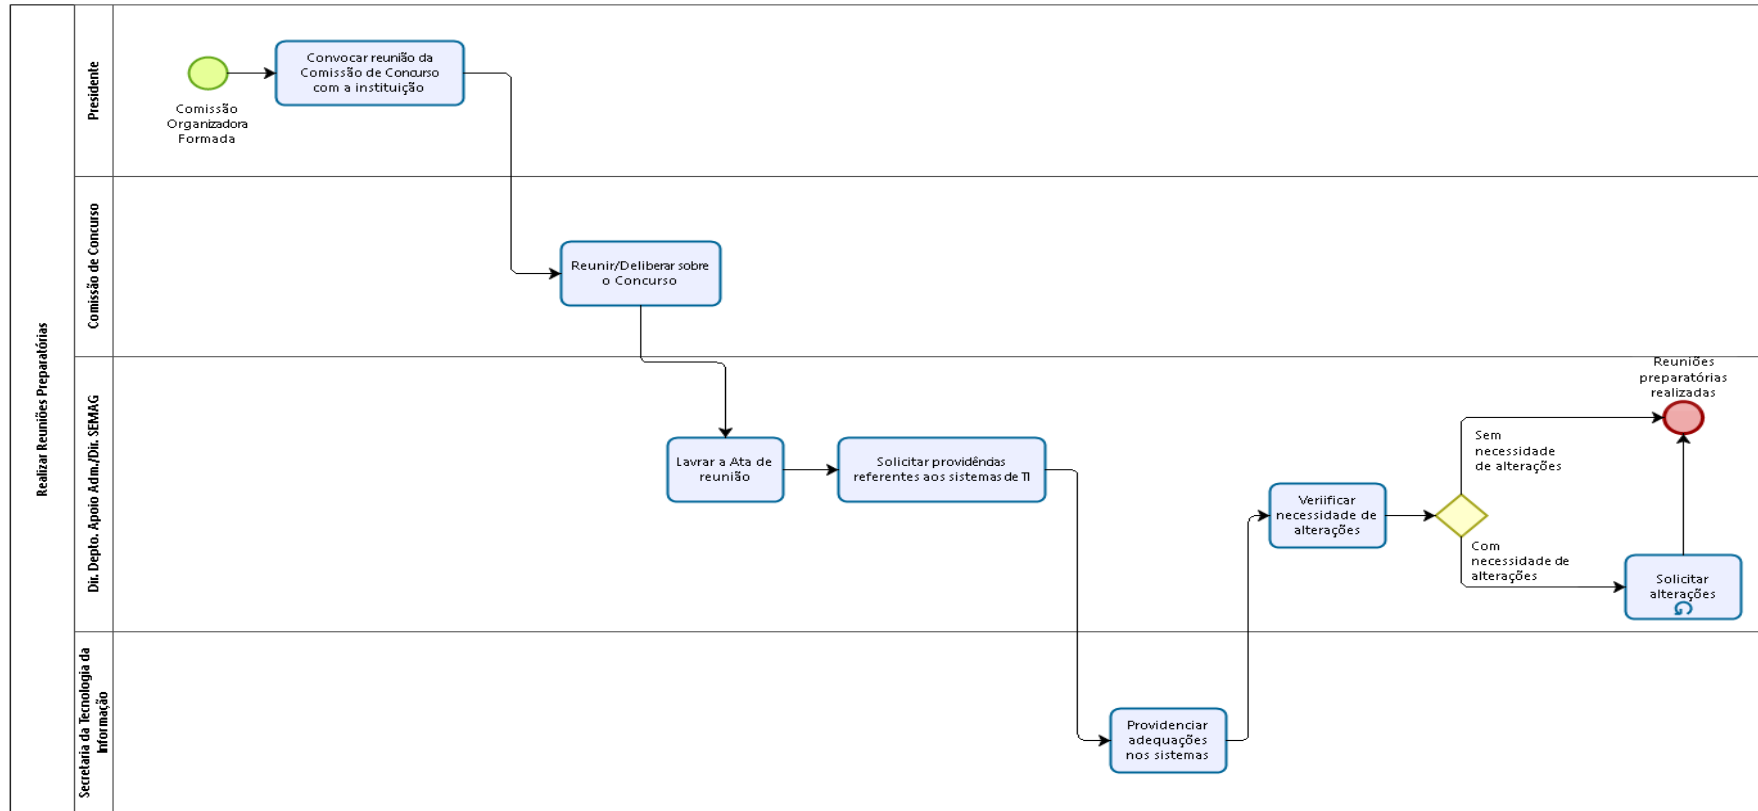 Realizar Reuniões Preparatórias
Presidente
Comissão
Organizadora
Formada
Convocar reunião da
Comissão de Concurso
com a instituição
Comissão de Concurso
Reunir/Deliberar sobre
o Concurso
Dir. Depto. Apoio Adm./Dir. SEMAG
Lavrar a Ata de
reunião
Solicitar providências
referentes aos sistemas de TI
Veriificar
necessidade de
alterações
Sem
necessidade
de alterações
Com
necessidade de
alterações
Reuniões
preparatórias
realizadas
Solicitar
alterações
Secretaria da Tecnologia da
Informação
Providenciar
adequações
nos sistemas